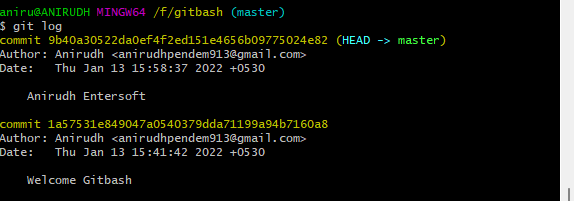 aniru@ANIRUDH MINGW64 /f/gitbash (master)
$ git log
commit 9b40a30522da0ef4f2ed151e4656b09775024e82 (HEAD -> master)
Author: Anirudh <anirudhpendem913@gmail.com>
Date:   Thu Jan 13 15:58:37 2022 +0530
    Anirudh Entersoft
commit 1a57531e849047a0540379dda71199a94b7160a8
Author: Anirudh <anirudhpendem913@gmail.com>
Date:   Thu Jan 13 15:41:42 2022 +0530
    Welcome Gitbash